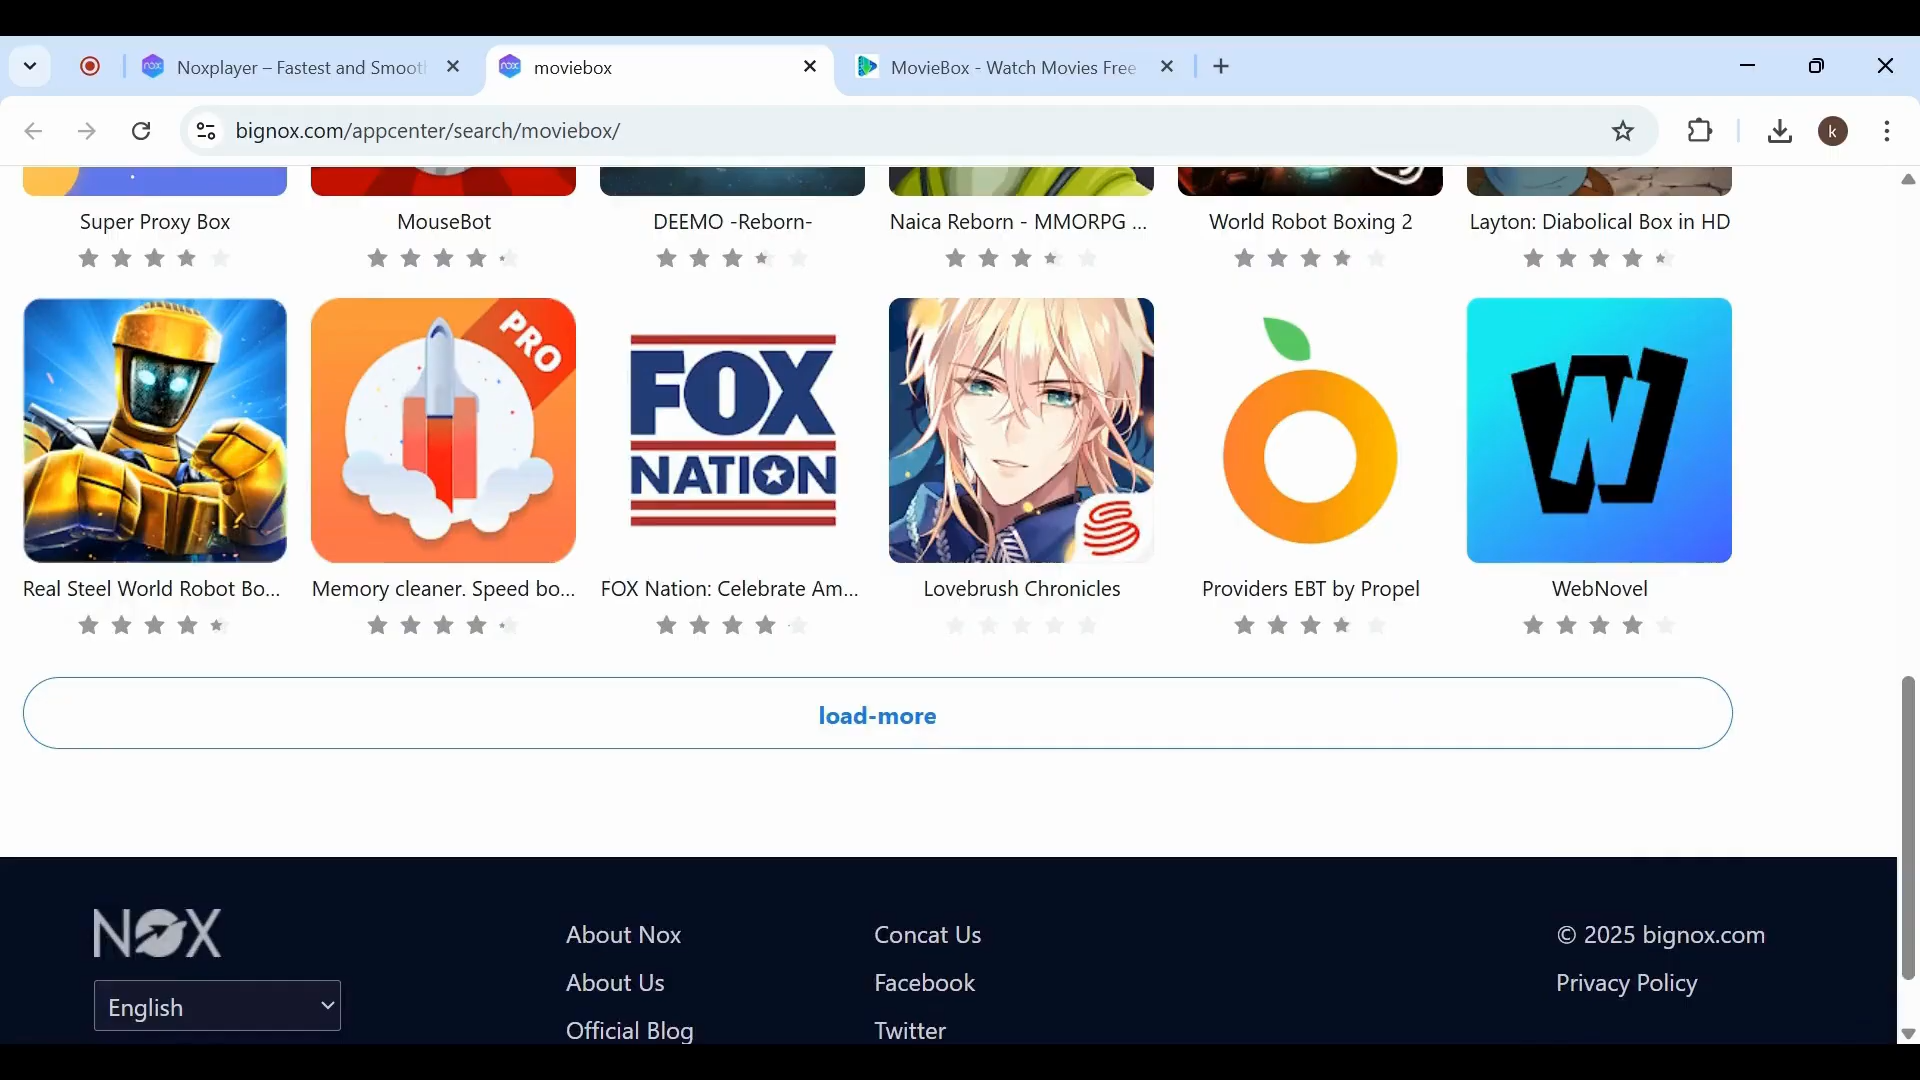 Noxplayer – Fastest and Smoot
moviebox
MovieBox - Watch Movies Free
bignox.com/appcenter/search/moviebox/
k
Super Proxy Box
MouseBot
DEEMO -Reborn-
Naica Reborn - MMORPG ...
World Robot Boxing 2
Layton: Diabolical Box in HD
PRO
FOX
NATION
Real Steel World Robot Bo...
Memory cleaner. Speed bo...
FOX Nation: Celebrate Am...
Lovebrush Chronicles
Providers EBT by Propel
WebNovel
load-more
NOX
English
About Nox
About Us
Official Blog
Concat Us
Facebook
Twitter
© 2025 bignox.com
Privacy Policy